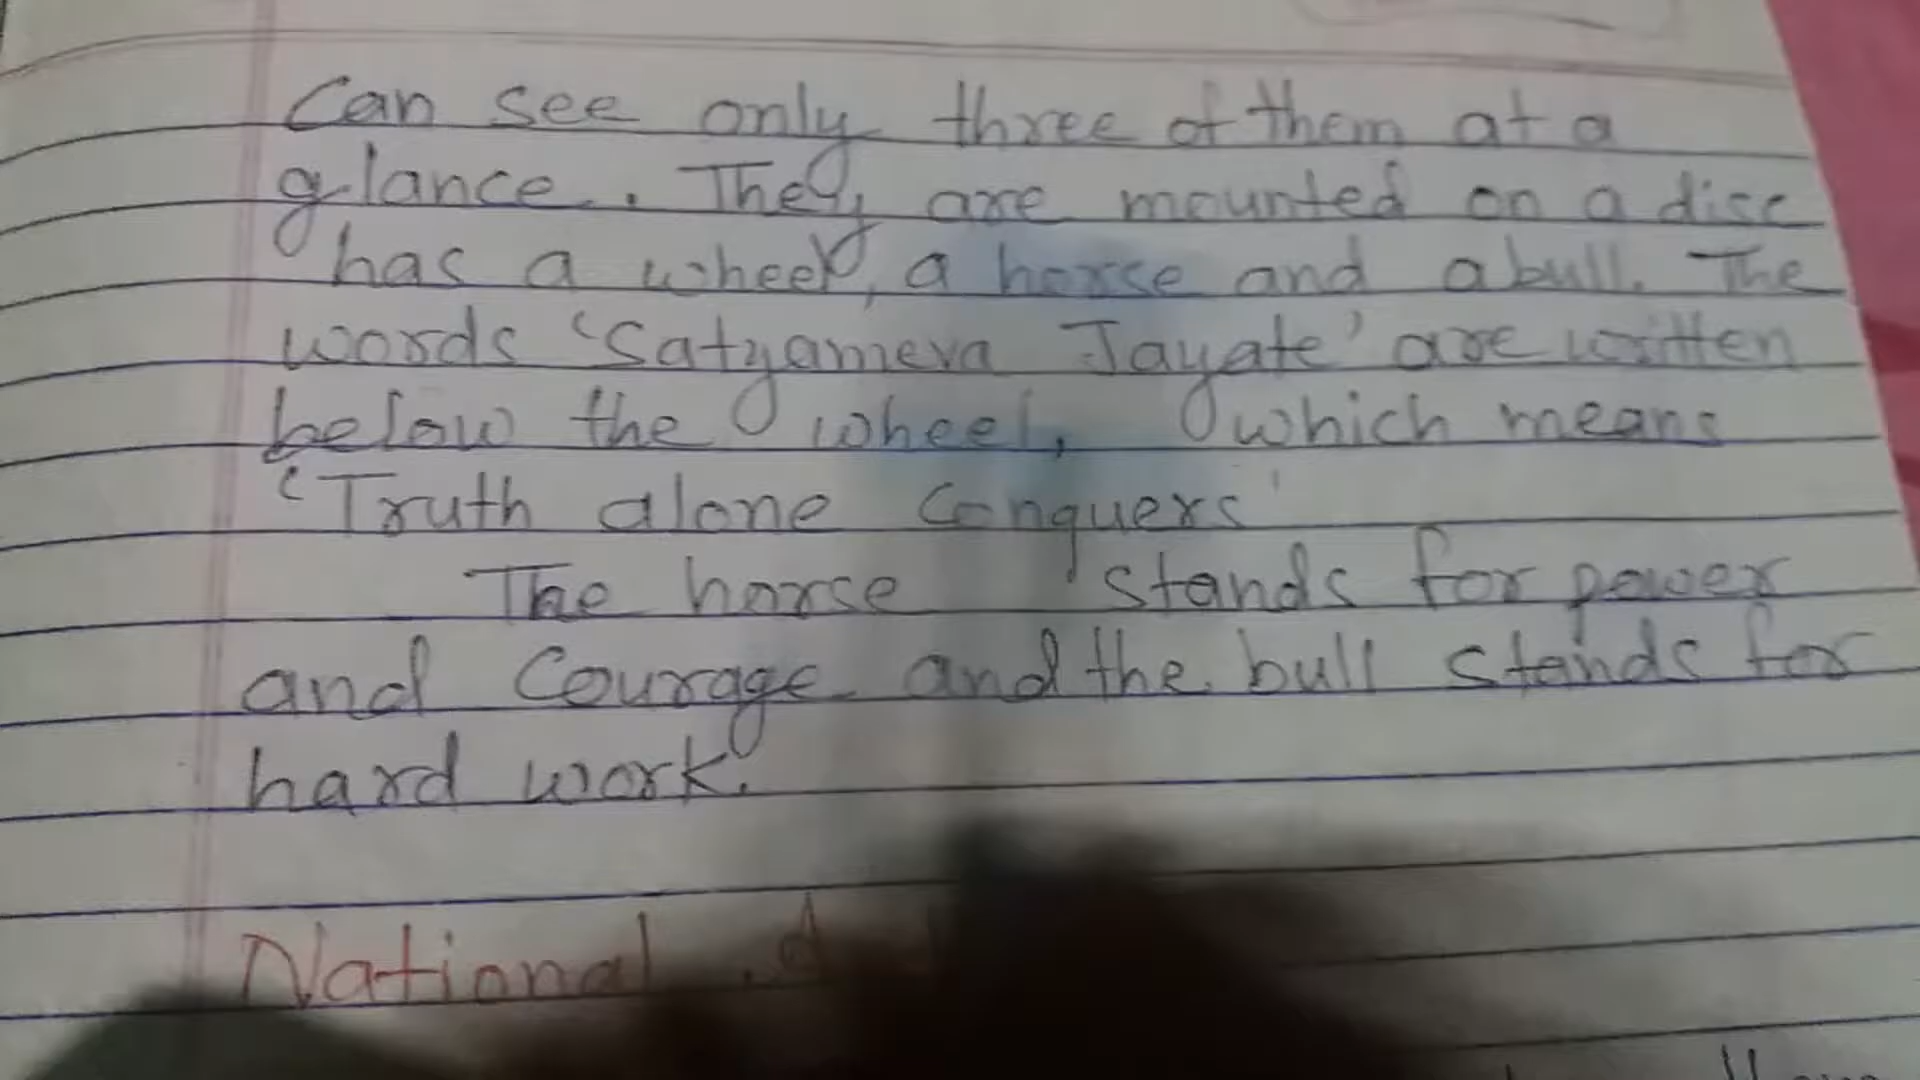 Can see only three of them at a
glance. They are mounted on a disc
has a wheel, a horse and a bull. The
words 'Satyameva Jayate' are written
below the wheel, which means
'Truth alone Conquers'
The horse stands for power
and Courage and the bull stands for
hard work.
National